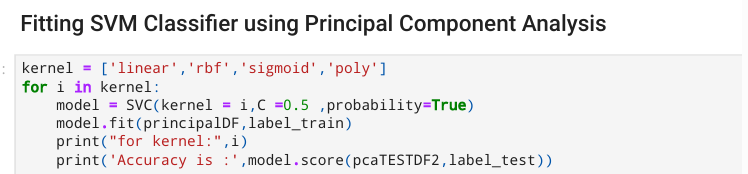 Fitting SVM Classifier using Principal Component Analysis
:
kernel = ['linear','rbf','sigmoid','poly']
for i in kernel:
    model = SVC(kernel = i,C =0.5 ,probability=True)
    model.fit(principalDF,label_train)
    print("for kernel:",i)
    print('Accuracy is :',model.score(pcaTESTDF2,label_test))